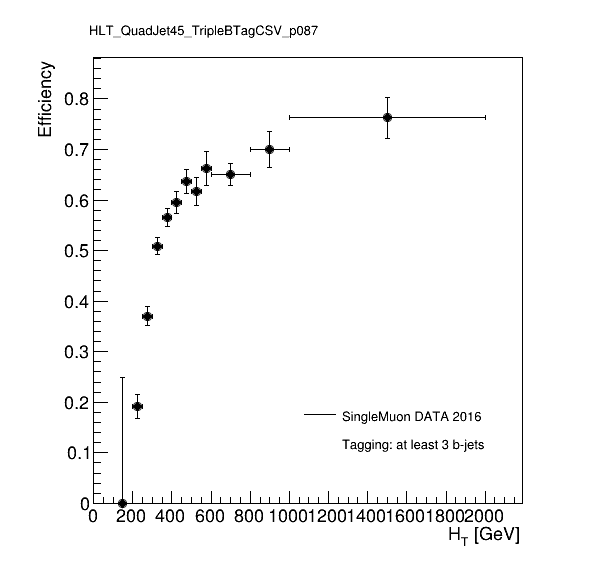 HLT_QuadJet45_TripleBTagCSV_p087
Efficiency
0.8
0.7
0.6
0.5
0.4
0.3
0.2
0.1
0
SingleMuon DATA 2016
Tagging: at least 3 b-jets
0 200 400 600 800 1000 1200 1400 1600 1800 2000
H_T [GeV]